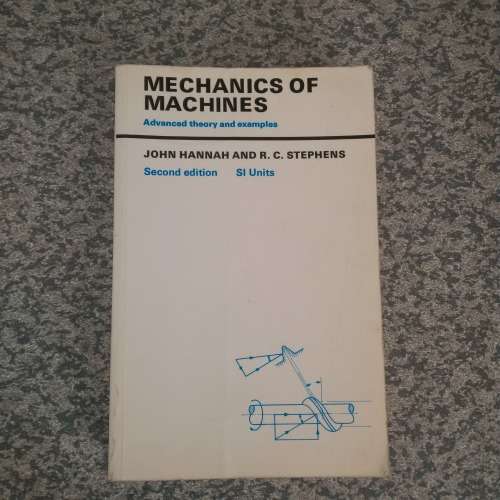 MECHANICS OF
MACHINES
Advanced theory and examples
JOHN HANNAH AND R. C. STEPHENS
Second edition SI Units